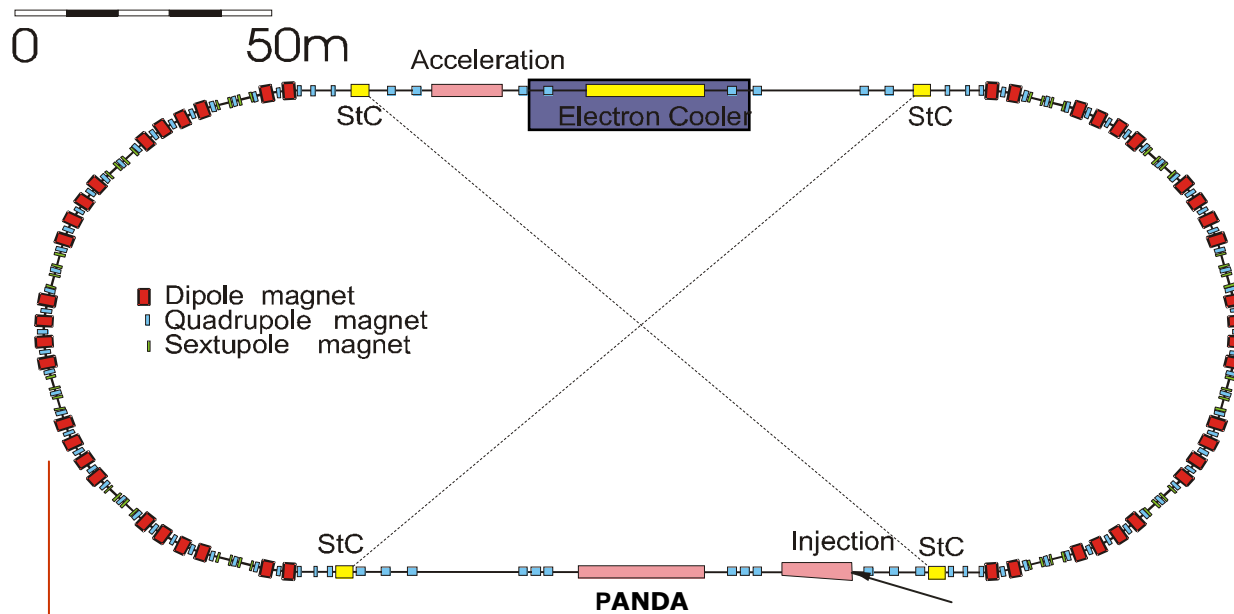 0 50m
Acceleration
StC
Electron Cooler
StC
Dipole magnet
Quadrupole magnet
Sextupole magnet
StC
Injection
StC
PANDA